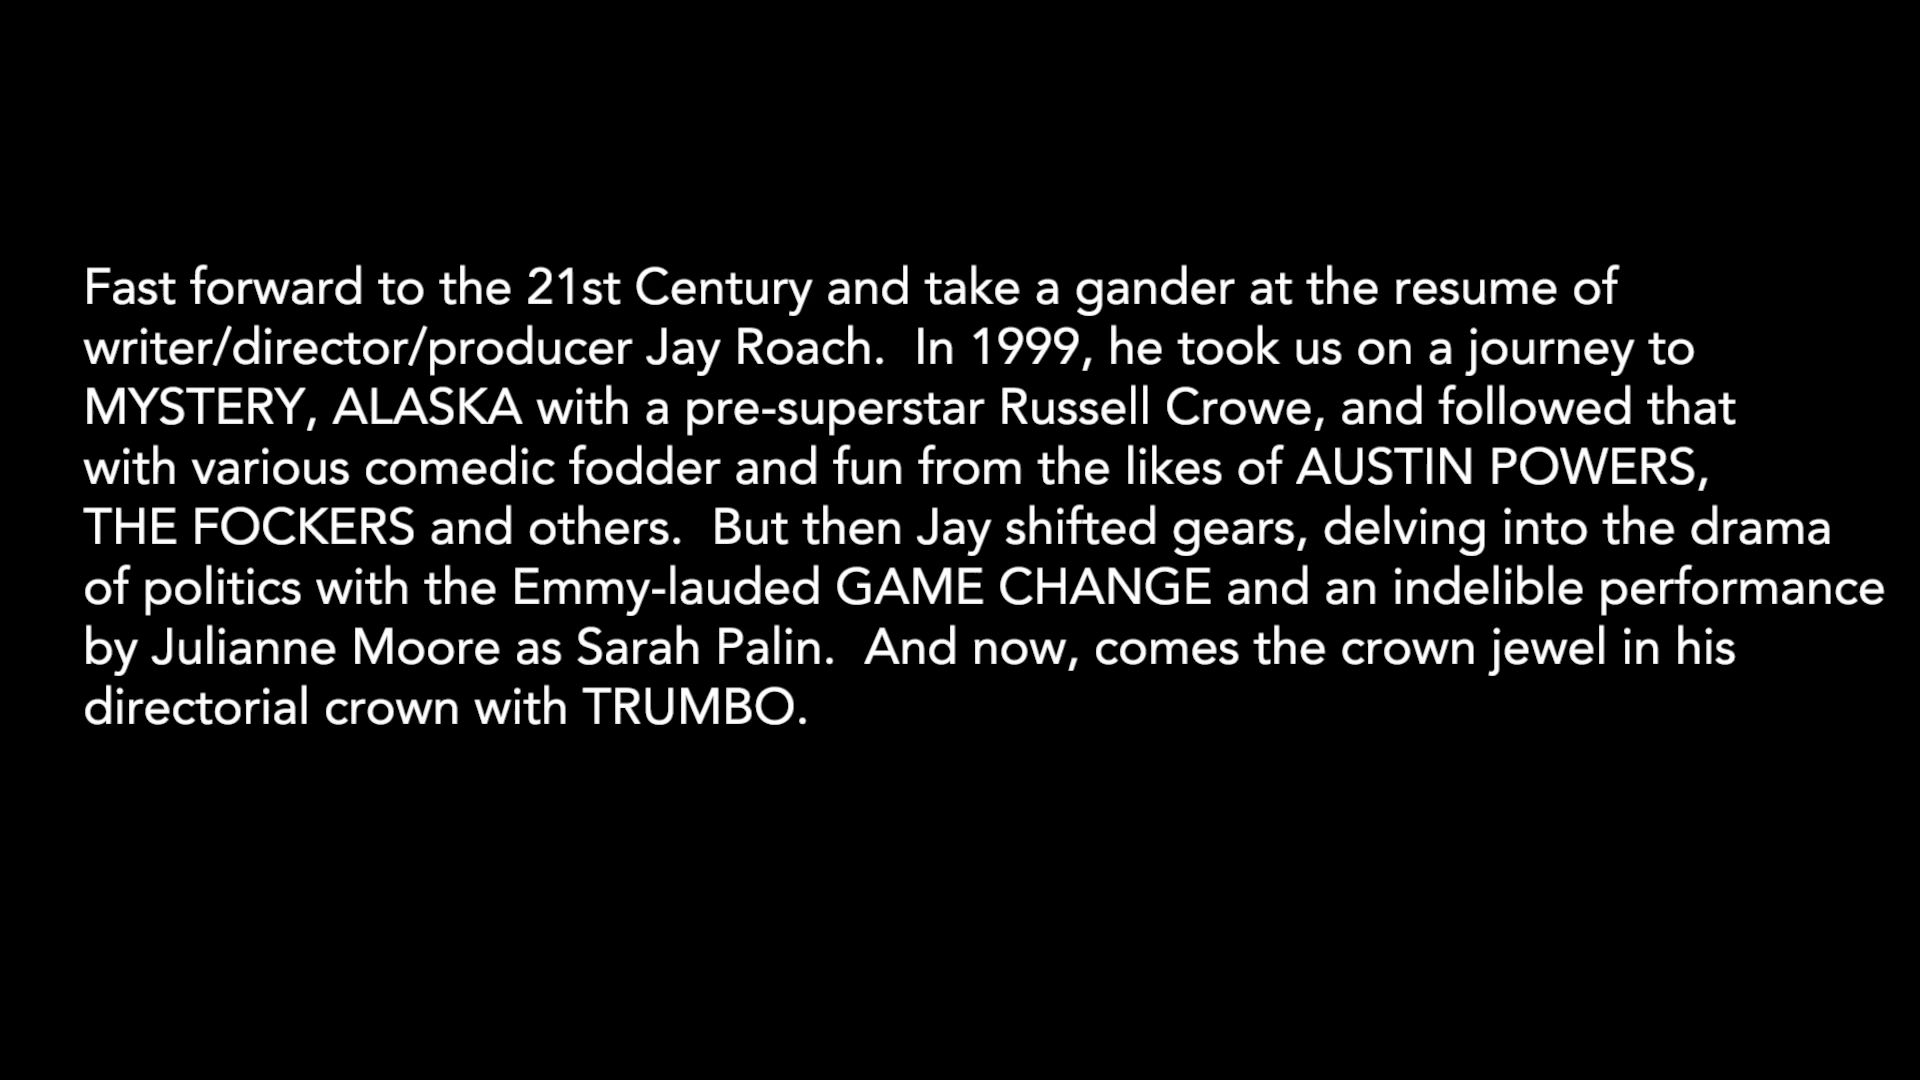 Fast forward to the 21st Century and take a gander at the resume of
writer/director/producer Jay Roach.  In 1999, he took us on a journey to
MYSTERY, ALASKA with a pre-superstar Russell Crowe, and followed that
with various comedic fodder and fun from the likes of AUSTIN POWERS,
THE FOCKERS and others.  But then Jay shifted gears, delving into the drama
of politics with the Emmy-lauded GAME CHANGE and an indelible performance
by Julianne Moore as Sarah Palin.  And now, comes the crown jewel in his
directorial crown with TRUMBO.